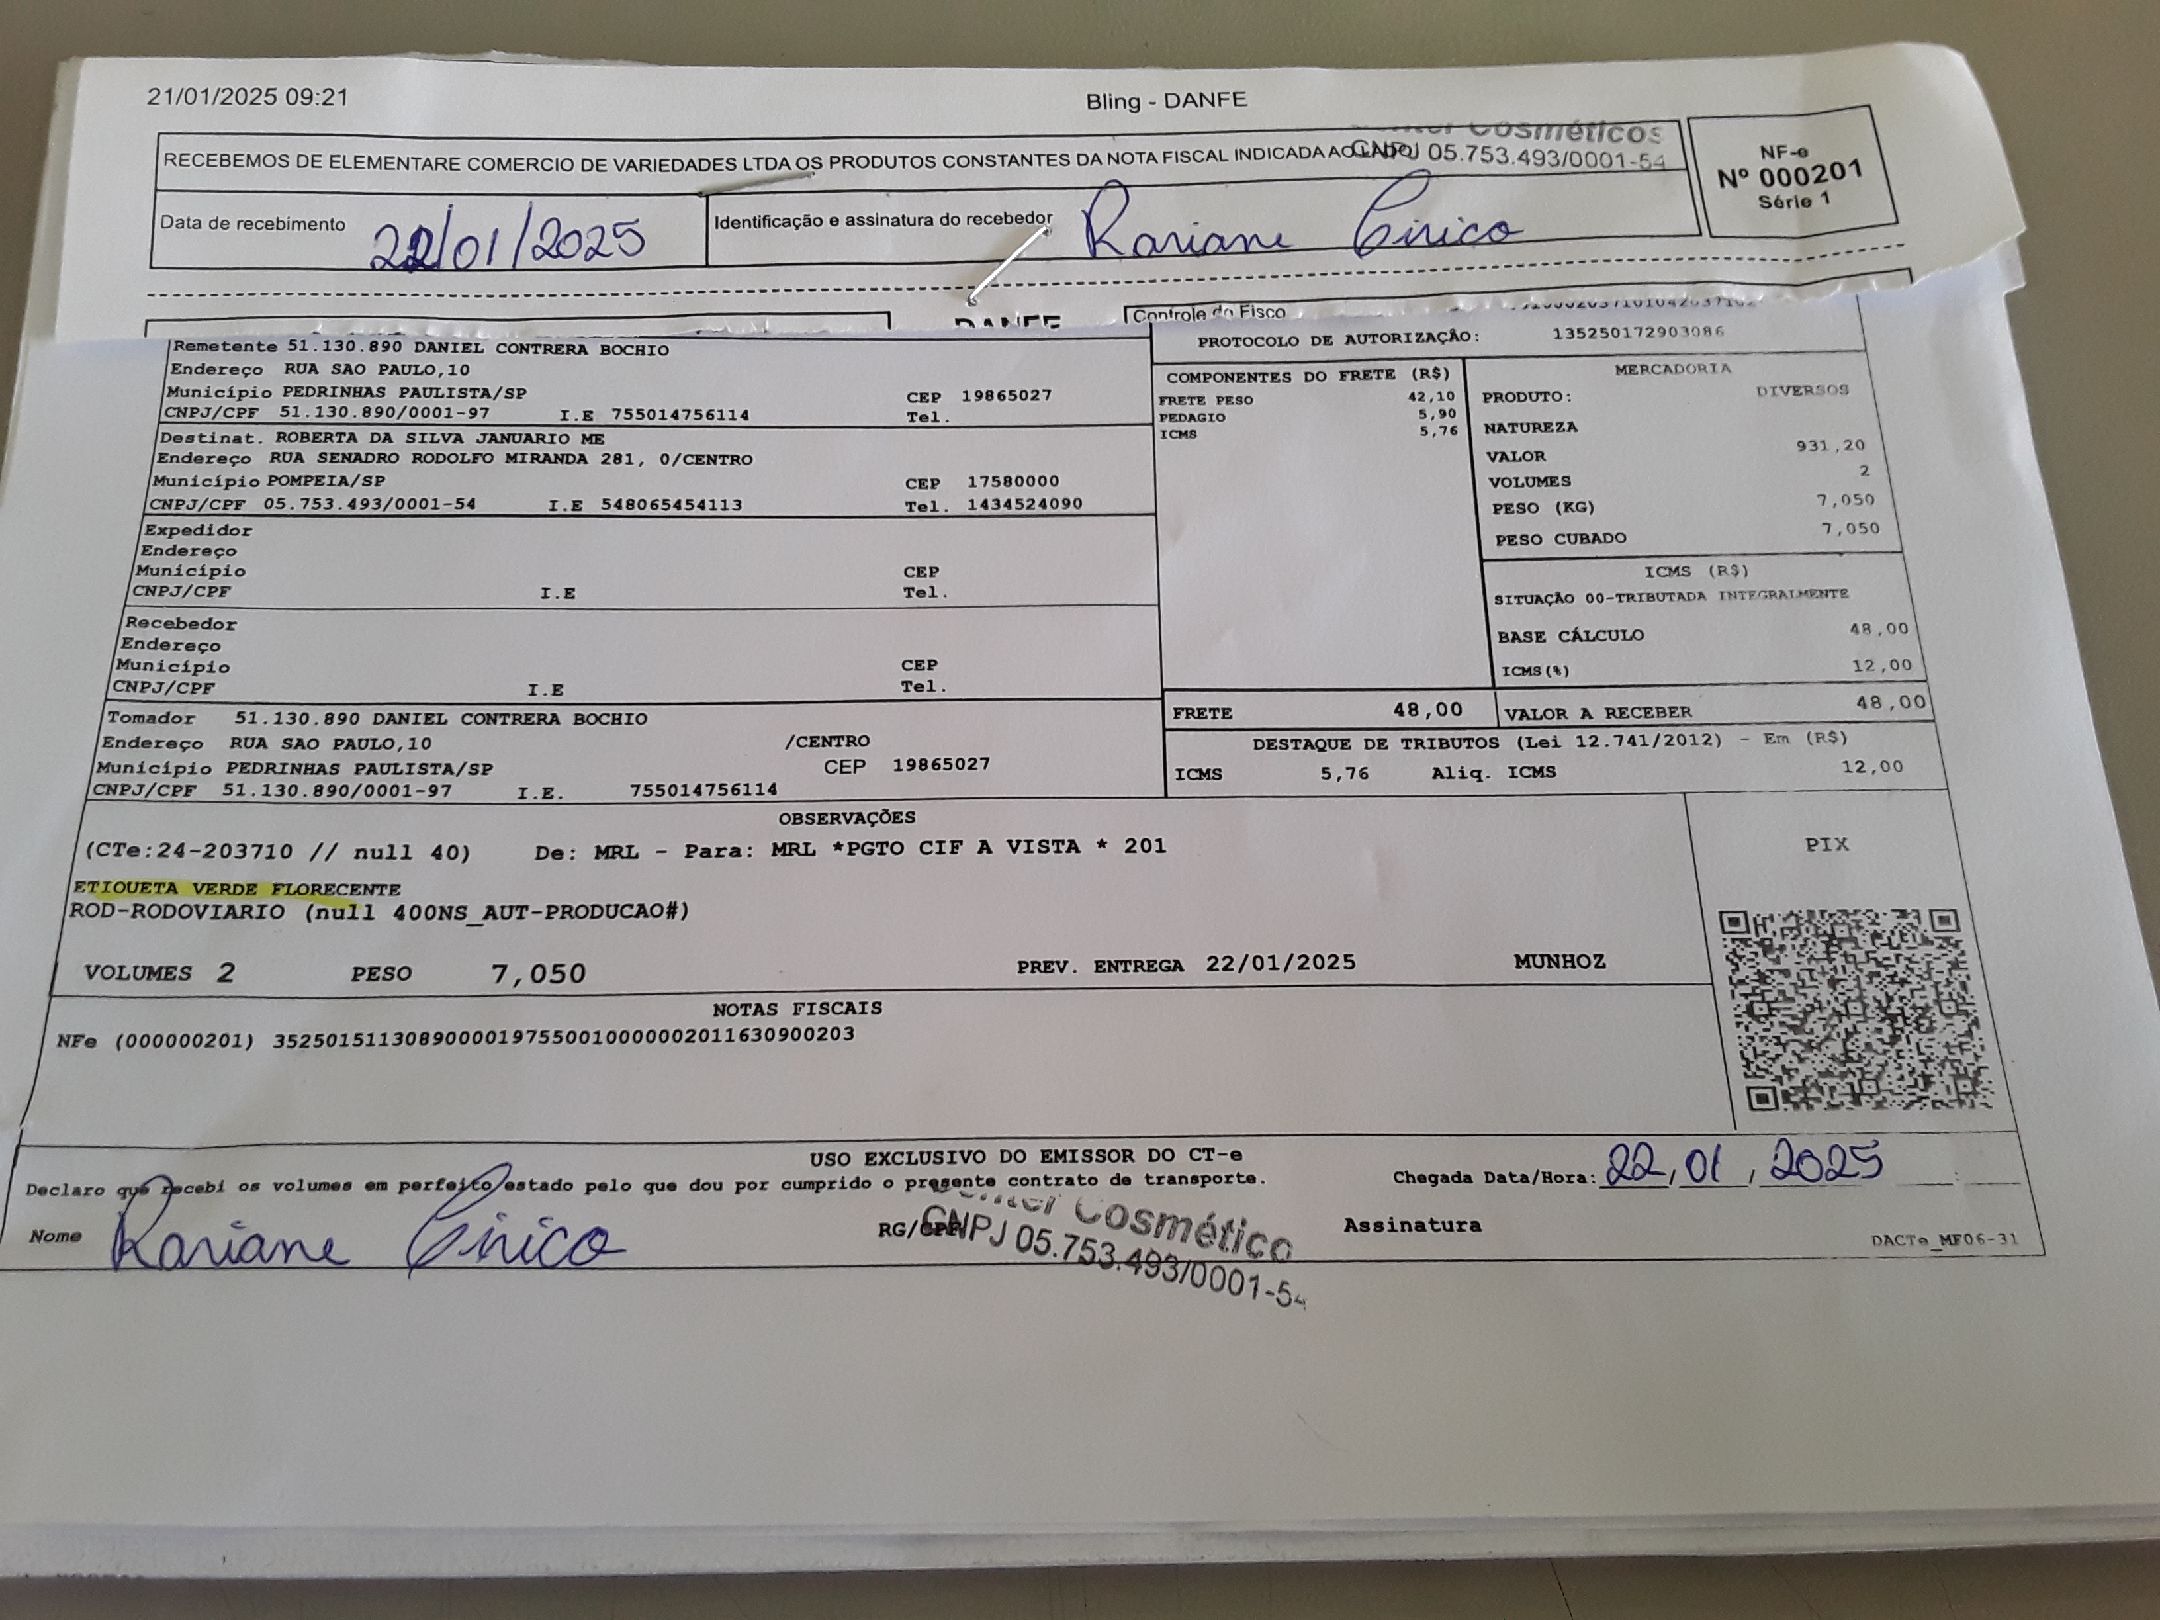 21/01/2025 09:21
Bling - DANFE
Cosméticos
CNPJ 05.753.493/0001-54
RECEBEMOS DE ELEMENTARE COMERCIO DE VARIEDADES LTDA OS PRODUTOS CONSTANTES DA NOTA FISCAL INDICADA AO LADO
NF-e
Nº 000201
Série 1
Data de recebimento 22/01/2025
Identificação e assinatura do recebedor Rariane Cirico
DANFE
Controle do Fisco
Remetente 51.130.890 DANIEL CONTRERA BOCHIO
Endereço RUA SAO PAULO,10
Município PEDRINHAS PAULISTA/SP CEP 19865027
CNPJ/CPF 51.130.890/0001-97 I.E 755014756114 Tel.
Destinat. ROBERTA DA SILVA JANUARIO ME
Endereço RUA SENADRO RODOLFO MIRANDA 281, 0/CENTRO
Município POMPEIA/SP CEP 17580000
CNPJ/CPF 05.753.493/0001-54 I.E 548065454113 Tel. 1434524090
Expedidor
Endereço
Município CEP
CNPJ/CPF I.E Tel.
Recebedor
Endereço
Município CEP
CNPJ/CPF I.E Tel.
Tomador 51.130.890 DANIEL CONTRERA BOCHIO
Endereço RUA SAO PAULO,10 /CENTRO
Município PEDRINHAS PAULISTA/SP CEP 19865027
CNPJ/CPF 51.130.890/0001-97 I.E. 755014756114
PROTOCOLO DE AUTORIZAÇÃO: 135250172903086
COMPONENTES DO FRETE (R$)
FRETE PESO 42,10
PEDAGIO 5,90
ICMS 5,76
MERCADORIA
PRODUTO: DIVERSOS
NATUREZA
VALOR 931,20
VOLUMES 2
PESO (KG) 7,050
PESO CUBADO 7,050
ICMS (R$)
SITUAÇÃO 00-TRIBUTADA INTEGRALMENTE
BASE CÁLCULO 48,00
ICMS(%) 12,00
FRETE 48,00
VALOR A RECEBER 48,00
DESTAQUE DE TRIBUTOS (Lei 12.741/2012) - Em (R$)
ICMS 5,76 Aliq. ICMS 12,00
OBSERVAÇÕES
(CTe:24-203710 // null 40) De: MRL - Para: MRL *PGTO CIF A VISTA * 201
ETIQUETA VERDE FLORECENTE
ROD-RODOVIARIO (null 400NS_AUT-PRODUCAO#)
VOLUMES 2 PESO 7,050 PREV. ENTREGA 22/01/2025 MUNHOZ
PIX
NOTAS FISCAIS
NFe (000000201) 35250151130890000197550010000002011630900203
USO EXCLUSIVO DO EMISSOR DO CT-e
Declaro que recebi os volumes em perfeito estado pelo que dou por cumprido o presente contrato de transporte.
Chegada Data/Hora: 22,01,2025 :
Nome Rariane Cirico
RG/CPF
Cosmético
CNPJ 05.753.493/0001-54
Assinatura
DACTe_MF06-31